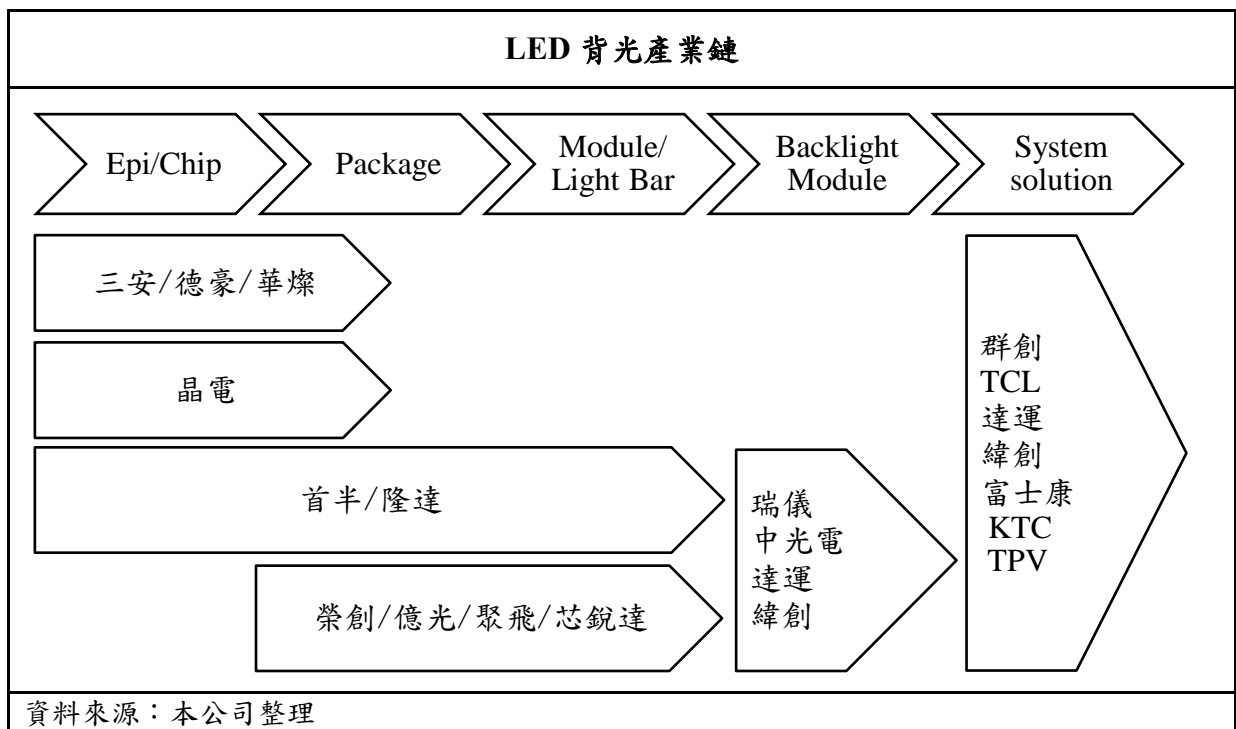 LED 背光產業鏈
Epi/Chip
Package
Module/
Light Bar
Backlight
Module
System
solution
三安/德豪/華燦
晶電
首半/隆達
榮創/億光/聚飛/芯銳達
瑞儀
中光電
達運
緯創
群創
TCL
達運
緯創
富士康
KTC
TPV
資料來源：本公司整理